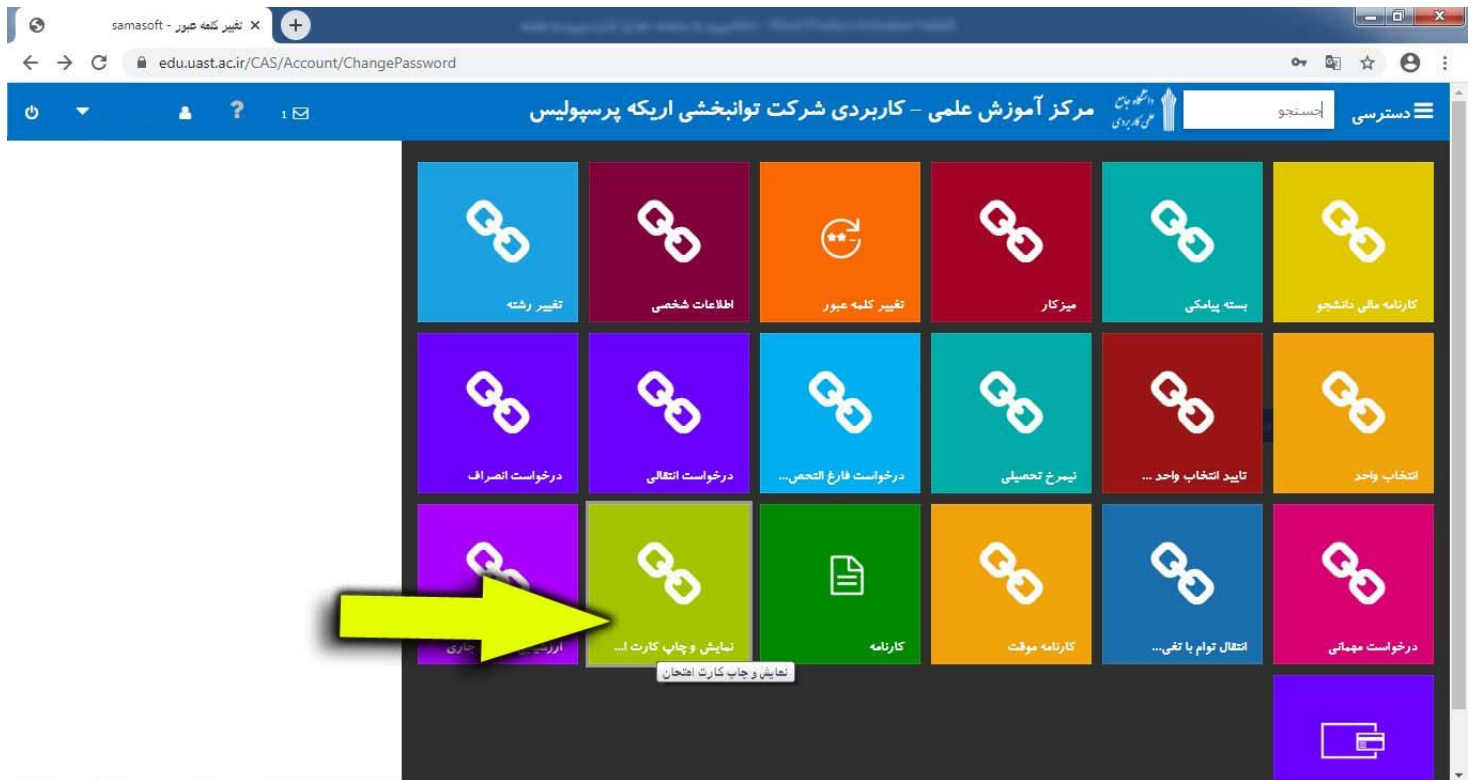 samasoft - تغییر کلمه عبور
edu.uast.ac.ir/CAS/Account/ChangePassword
دسترسی
جستجو
دانشگاه جامع
علمی کاربردی
مرکز آموزش علمی – کاربردی شرکت توانبخشی اریکه پرسپولیس
1
?
کارنامه مالی دانشجو
بسته پیامکی
میز کار
تغییر کلمه عبور
اطلاعات شخصی
تغییر رشته
انتخاب واحد
تایید انتخاب واحد ...
نیمرخ تحصیلی
درخواست فارغ التحص...
درخواست انتقالی
درخواست انصراف
درخواست مهمانی
انتقال توام با تغی...
کارنامه موقت
کارنامه
نمایش و چاپ کارت ا...
جاری
نمایش و چاپ کارت امتحان